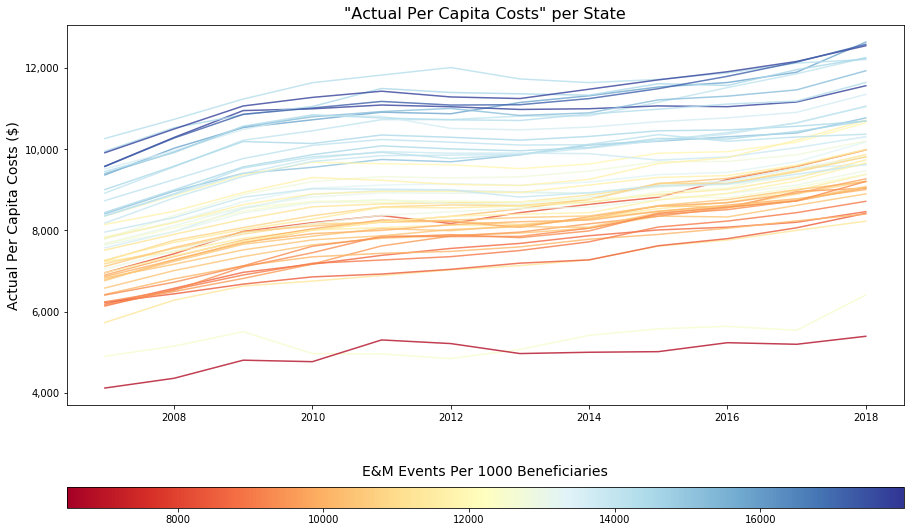 "Actual Per Capita Costs" per State
Actual Per Capita Costs ($)
12,000
10,000
8,000
6,000
4,000
2008 2010 2012 2014 2016 2018
E&M Events Per 1000 Beneficiaries
8000 10000 12000 14000 16000